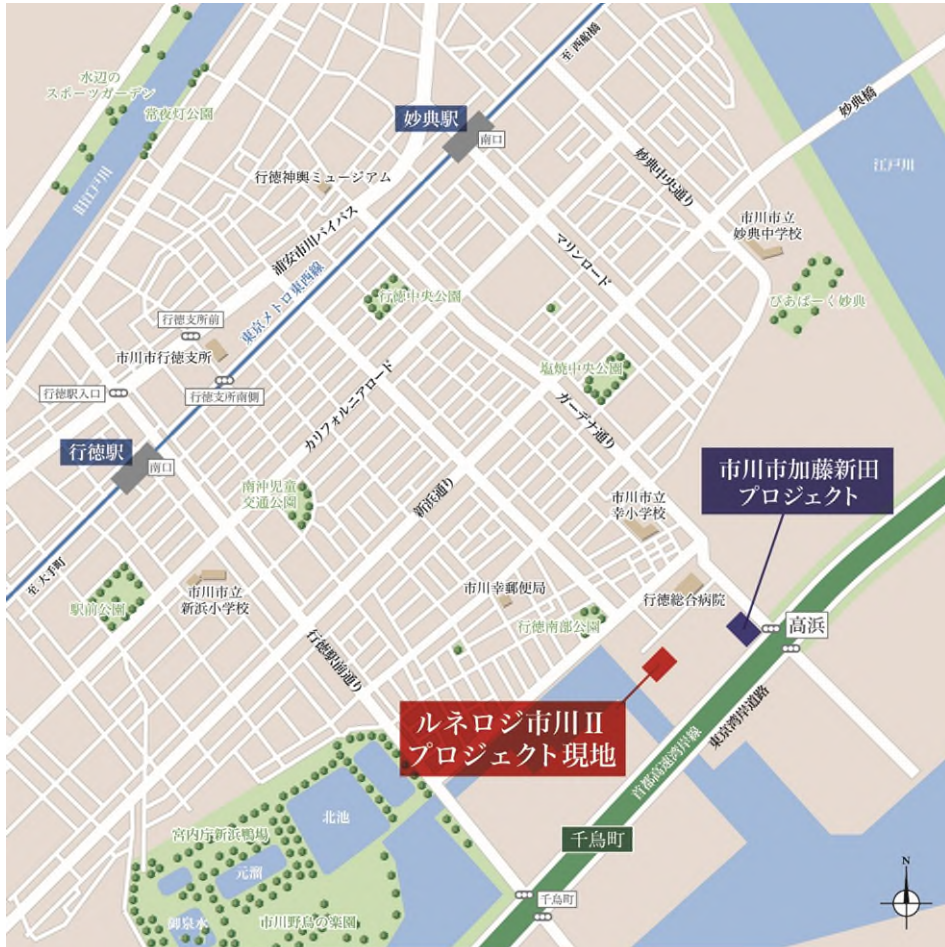 至 西船橋
水辺の
スポーツガーデン
常夜灯公園
妙典駅
南口
妙典橋
旧江戸川
江戸川
行徳神輿ミュージアム
妙典中央通り
浦安市川バイパス
マリンロード
市川市立
妙典中学校
東京メトロ東西線
行徳中央公園
ぴあぱーく妙典
行徳支所前
市川市行徳支所
行徳駅入口
行徳支所南側
塩焼中央公園
カリフォルニアロード
ガーデナ通り
行徳駅
南口
市川市加藤新田
プロジェクト
南沖児童
交通公園
新浜通り
市川市立
幸小学校
至 大手町
駅前公園
市川市立
新浜小学校
市川幸郵便局
行徳総合病院
行徳南部公園
高浜
行徳駅前通り
ルネロジ市川Ⅱ
プロジェクト現地
東京湾岸道路
首都高速湾岸線
北池
宮内庁新浜鴨場
元溜
千鳥町
御泉水
市川野鳥の楽園
千鳥町
N